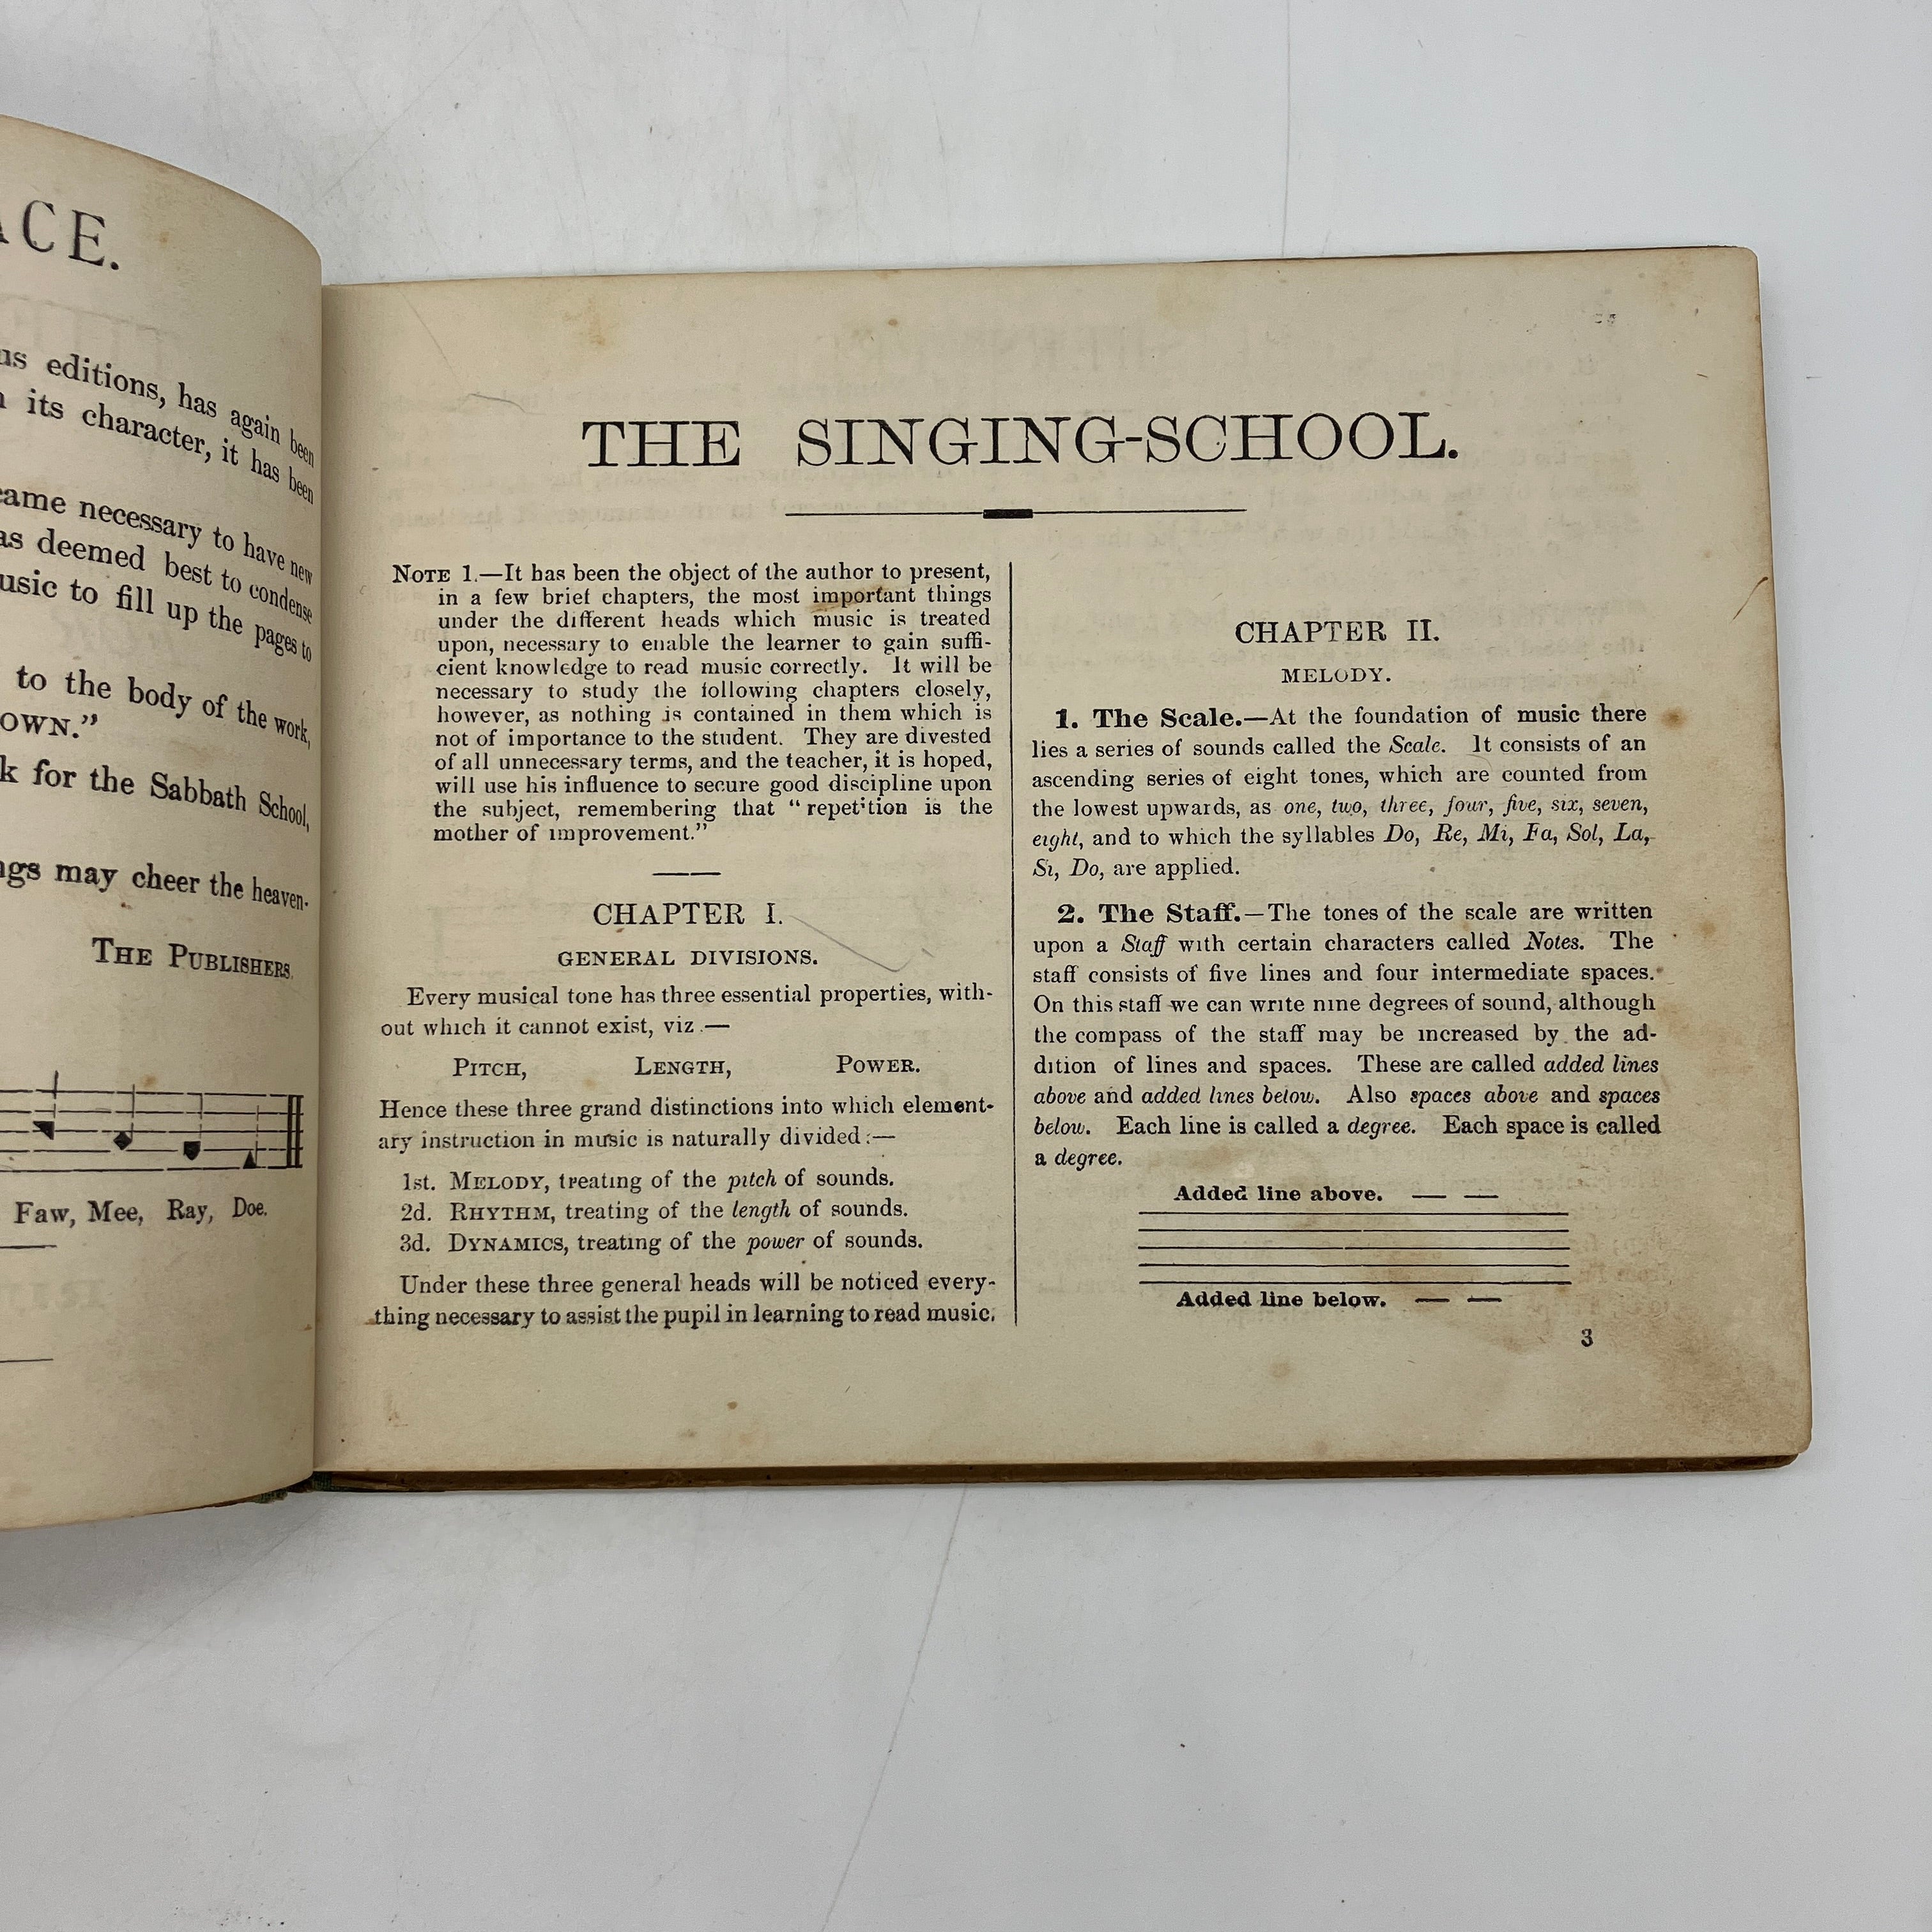 ACE.
us editions, has again been
its character, it has been
came necessary to have new
as deemed best to condense
usic to fill up the pages to
to the body of the work,
OWN."
k for the Sabbath School,
ngs may cheer the heaven-
THE PUBLISHERS.
Faw, Mee, Ray, Doe.
THE SINGING-SCHOOL.
NOTE 1.—It has been the object of the author to present,
in a few brief chapters, the most important things
under the different heads which music is treated
upon, necessary to enable the learner to gain suffi-
cient knowledge to read music correctly. It will be
necessary to study the following chapters closely,
however, as nothing is contained in them which is
not of importance to the student. They are divested
of all unnecessary terms, and the teacher, it is hoped,
will use his influence to secure good discipline upon
the subject, remembering that "repetition is the
mother of improvement."
CHAPTER I.
GENERAL DIVISIONS.
Every musical tone has three essential properties, with-
out which it cannot exist, viz.—
PITCH, LENGTH, POWER.
Hence these three grand distinctions into which element-
ary instruction in music is naturally divided:—
1st. MELODY, treating of the pitch of sounds.
2d. RHYTHM, treating of the length of sounds.
3d. DYNAMICS, treating of the power of sounds.
Under these three general heads will be noticed every-
thing necessary to assist the pupil in learning to read music.
CHAPTER II.
MELODY.
1. The Scale.—At the foundation of music there
lies a series of sounds called the Scale. It consists of an
ascending series of eight tones, which are counted from
the lowest upwards, as one, two, three, four, five, six, seven,
eight, and to which the syllables Do, Re, Mi, Fa, Sol, La,
Si, Do, are applied.
2. The Staff.—The tones of the scale are written
upon a Staff with certain characters called Notes. The
staff consists of five lines and four intermediate spaces.
On this staff we can write nine degrees of sound, although
the compass of the staff may be increased by the ad-
dition of lines and spaces. These are called added lines
above and added lines below. Also spaces above and spaces
below. Each line is called a degree. Each space is called
a degree.
Added line above. — —
Added line below. — —
3